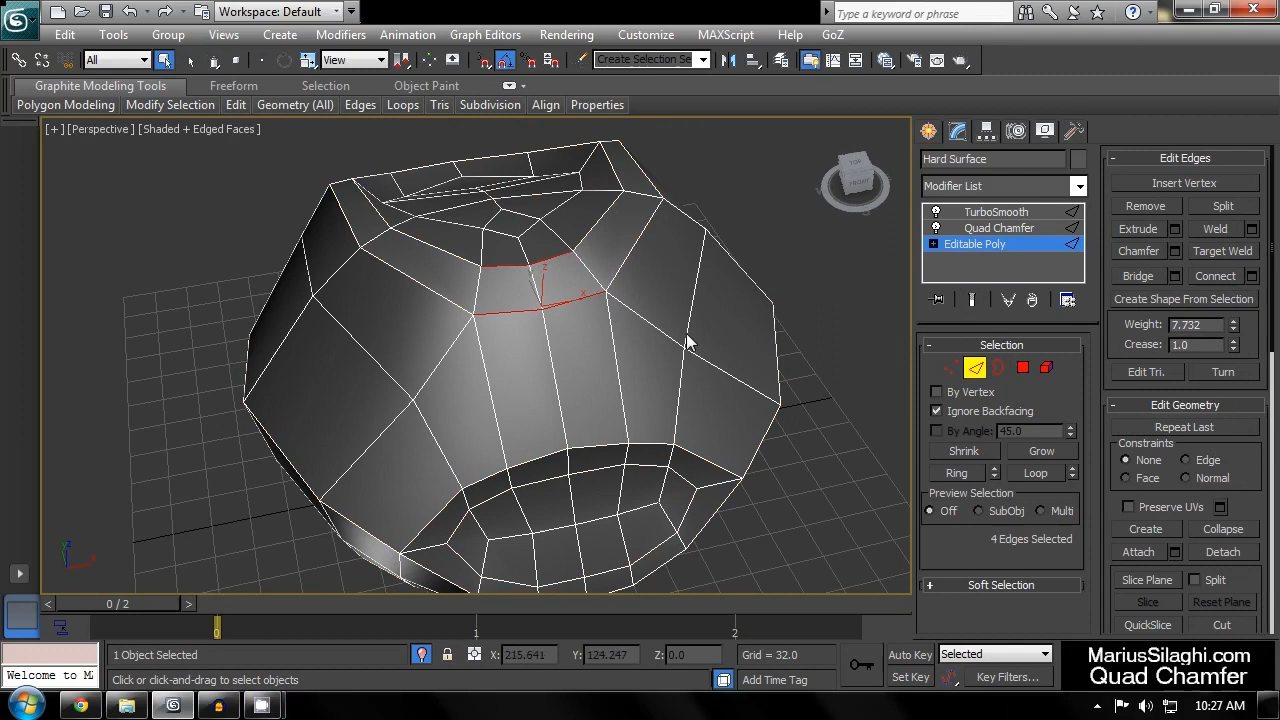 Workspace: Default
Type a keyword or phrase
Edit Tools Group Views Create Modifiers Animation Graph Editors Rendering Customize MAXScript Help GoZ
All View Create Selection Se
Graphite Modeling Tools Freeform Selection Object Paint
Polygon Modeling Modify Selection Edit Geometry (All) Edges Loops Tris Subdivision Align Properties
[+] [Perspective] [Shaded + Edged Faces]
TOP
FRONT
z
x
Hard Surface
Modifier List
TurboSmooth
Quad Chamfer
Editable Poly
Selection
By Vertex
Ignore Backfacing
By Angle: 45.0
Shrink Grow
Ring Loop
Preview Selection
Off SubObj Multi
4 Edges Selected
Soft Selection
Edit Edges
Insert Vertex
Remove Split
Extrude Weld
Chamfer Target Weld
Bridge Connect
Create Shape From Selection
Weight: 7.732
Crease: 1.0
Edit Tri. Turn
Edit Geometry
Repeat Last
Constraints
None Edge
Face Normal
Preserve UVs
Create Collapse
Attach Detach
Slice Plane Split
Slice Reset Plane
QuickSlice Cut
0 / 2
0 1 2
1 Object Selected X: 215.641 Y: 124.247 Z: 0.0 Grid = 32.0 Auto Key Selected
Welcome to M Click or click-and-drag to select objects Add Time Tag Set Key Key Filters...
MariusSilaghi.com
Quad Chamfer
10:27 AM